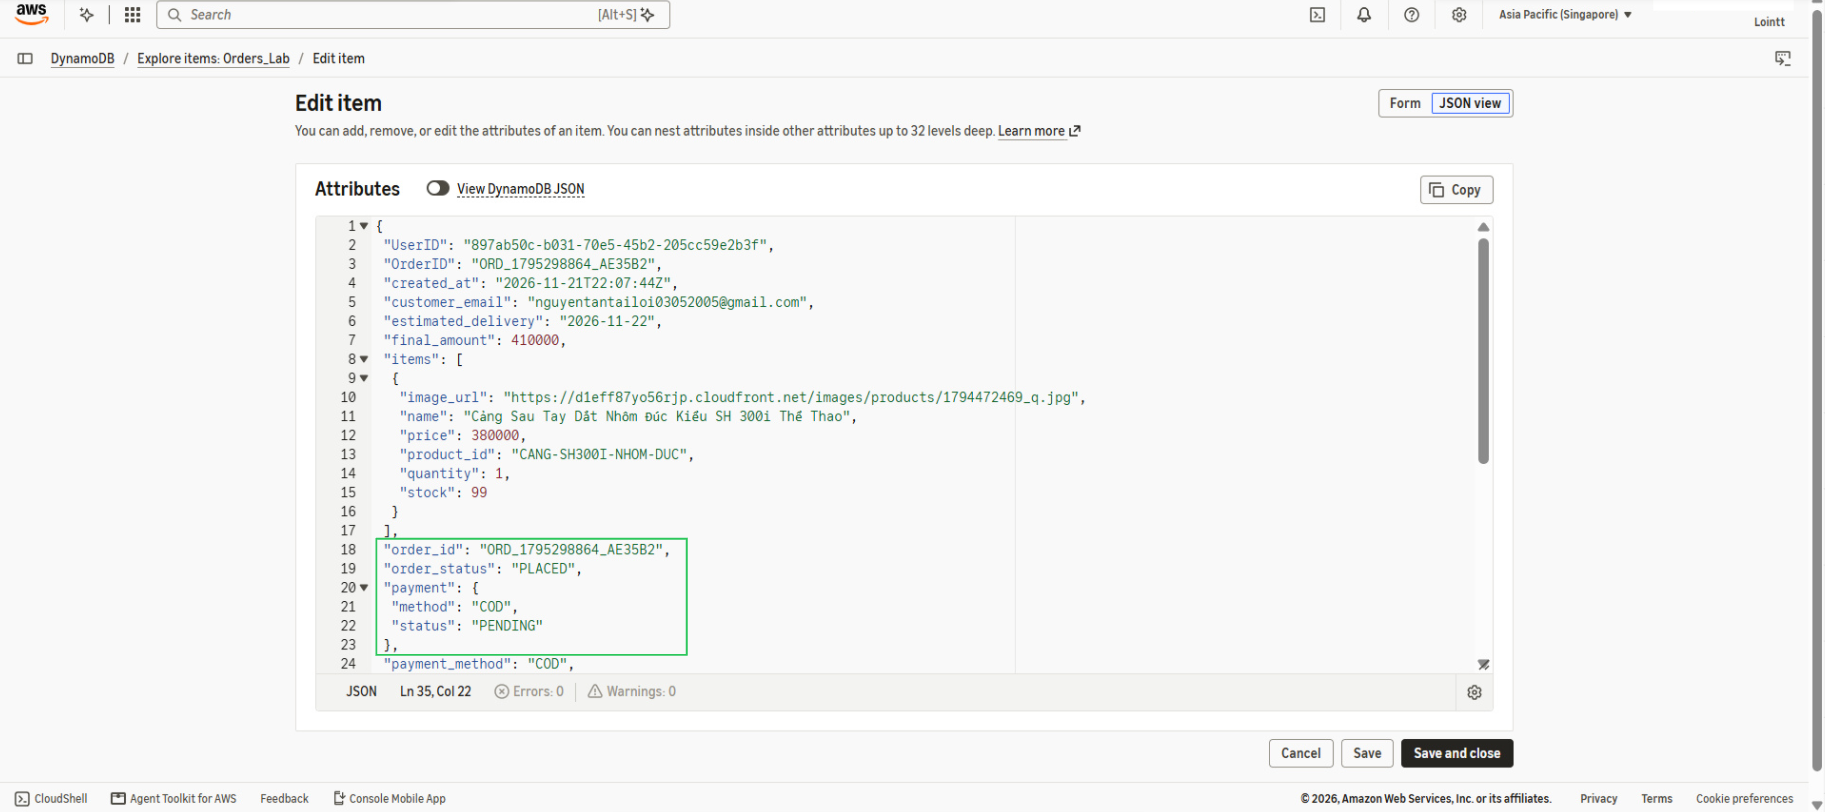 aws
Search
[Alt+S]
Asia Pacific (Singapore)
Lointt
DynamoDB / Explore items: Orders_Lab / Edit item
Edit item
Form
JSON view
You can add, remove, or edit the attributes of an item. You can nest attributes inside other attributes up to 32 levels deep. Learn more
Attributes
View DynamoDB JSON
Copy
1 {
2 "UserID": "897ab50c-b031-70e5-45b2-205cc59e2b3f",
3 "OrderID": "ORD_1795298864_AE35B2",
4 "created_at": "2026-11-21T22:07:44Z",
5 "customer_email": "nguyentantailoi03052005@gmail.com",
6 "estimated_delivery": "2026-11-22",
7 "final_amount": 410000,
8 "items": [
9 {
10 "image_url": "https://d1eff87yo56rjp.cloudfront.net/images/products/1794472469_q.jpg",
11 "name": "Cảng Sau Tay Dắt Nhôm Đúc Kiểu SH 300i Thể Thao",
12 "price": 380000,
13 "product_id": "CANG-SH300I-NHOM-DUC",
14 "quantity": 1,
15 "stock": 99
16 }
17 ],
18 "order_id": "ORD_1795298864_AE35B2",
19 "order_status": "PLACED",
20 "payment": {
21 "method": "COD",
22 "status": "PENDING"
23 },
24 "payment_method": "COD",
JSON
Ln 35, Col 22
Errors: 0
Warnings: 0
Cancel
Save
Save and close
CloudShell
Agent Toolkit for AWS
Feedback
Console Mobile App
© 2026, Amazon Web Services, Inc. or its affiliates.
Privacy
Terms
Cookie preferences